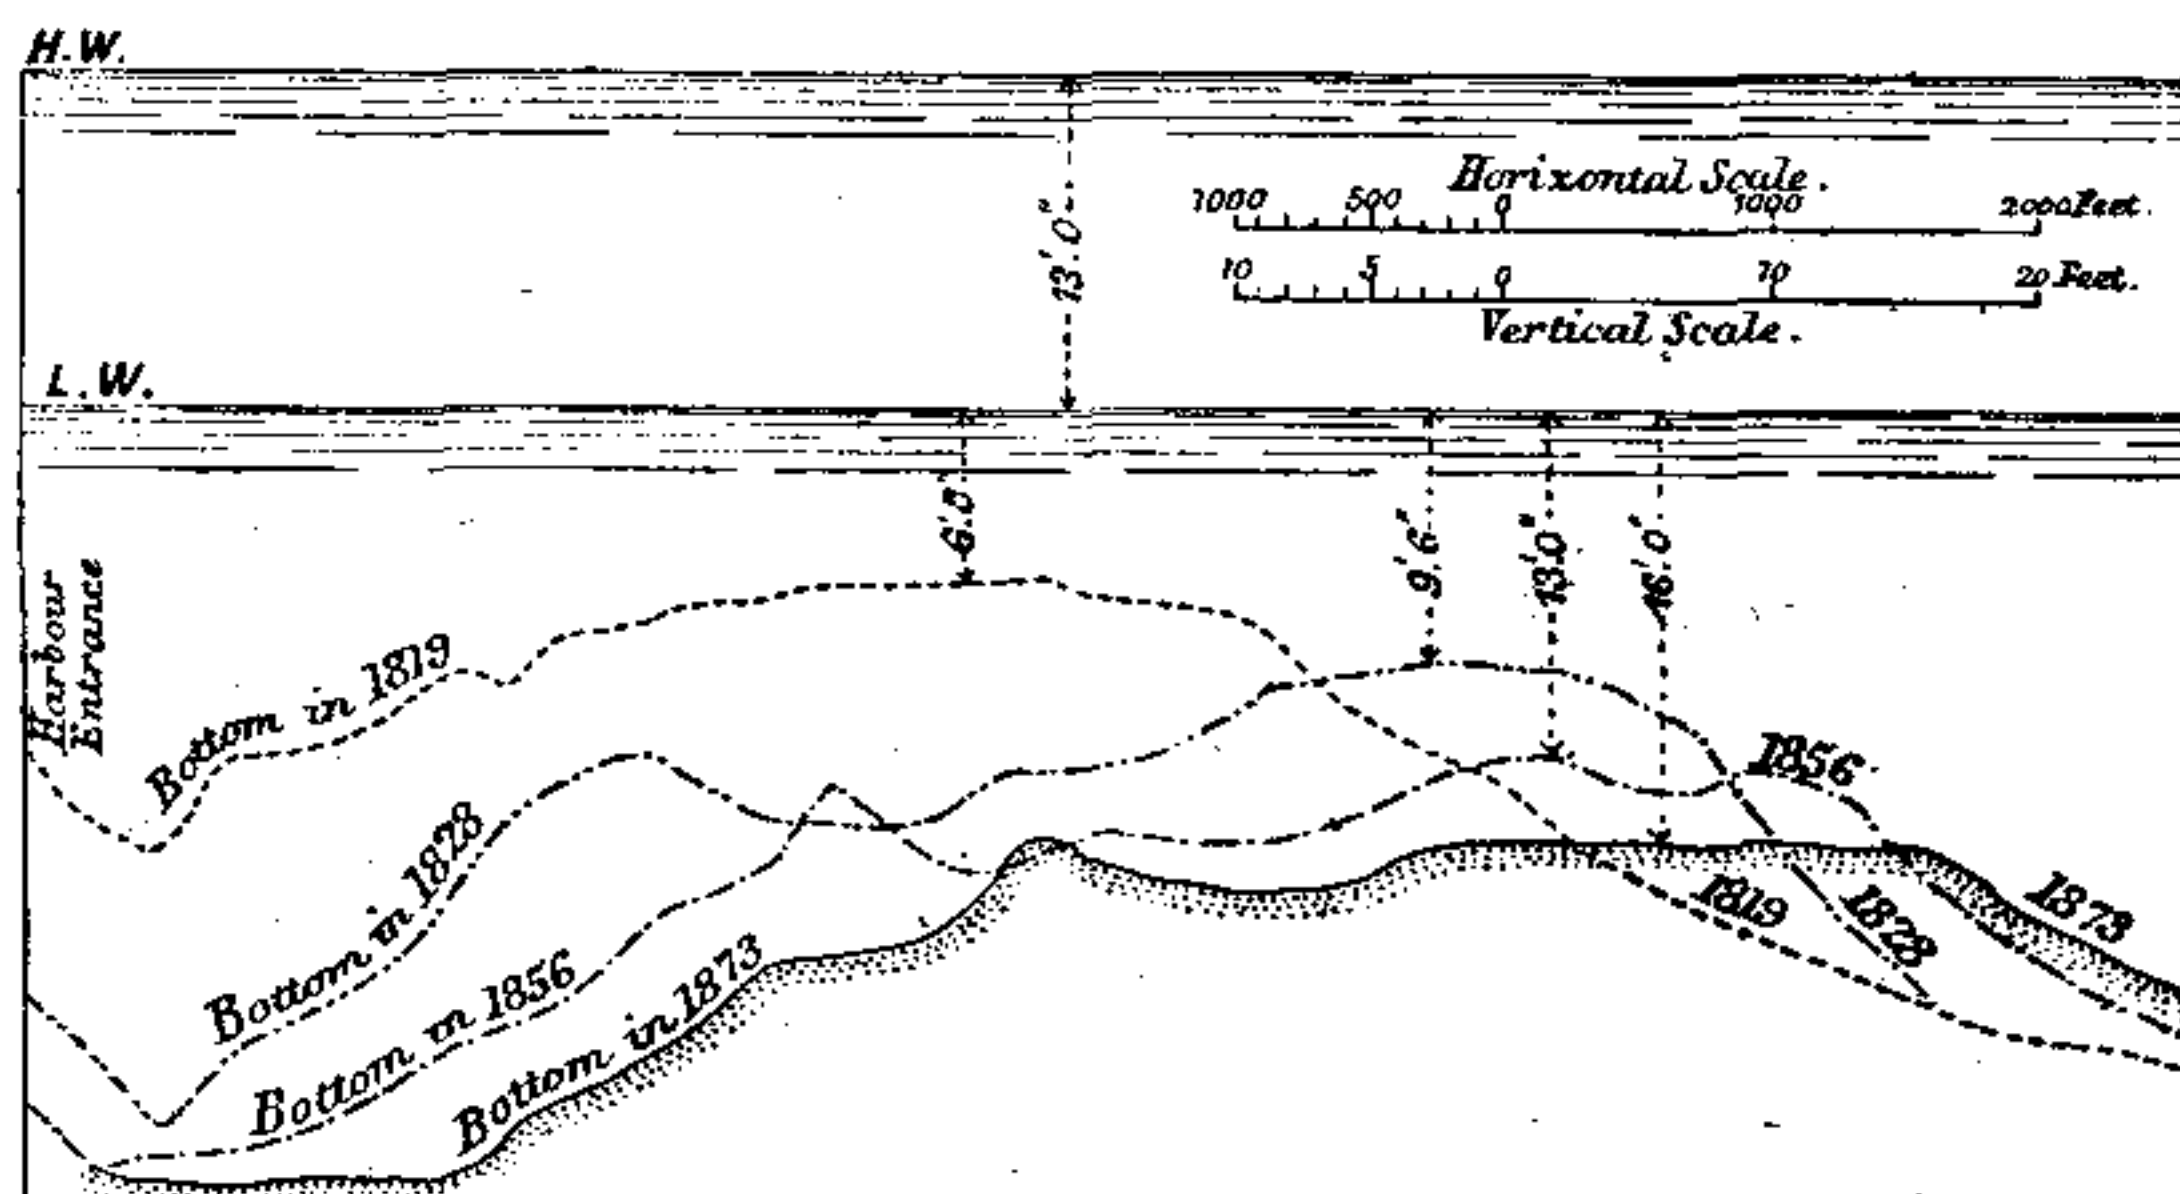 H.W.
Horizontal Scale.
1000 500 0 1000 2000 Feet.
13'.0"
10 5 0 10 20 Feet.
Vertical Scale.
L.W.
6'.0"
9'.6"
13'.0"
16'.0"
Harbour
Entrance
Bottom in 1819
1856
Bottom in 1828
1819
1828
1873
Bottom in 1856
Bottom in 1873